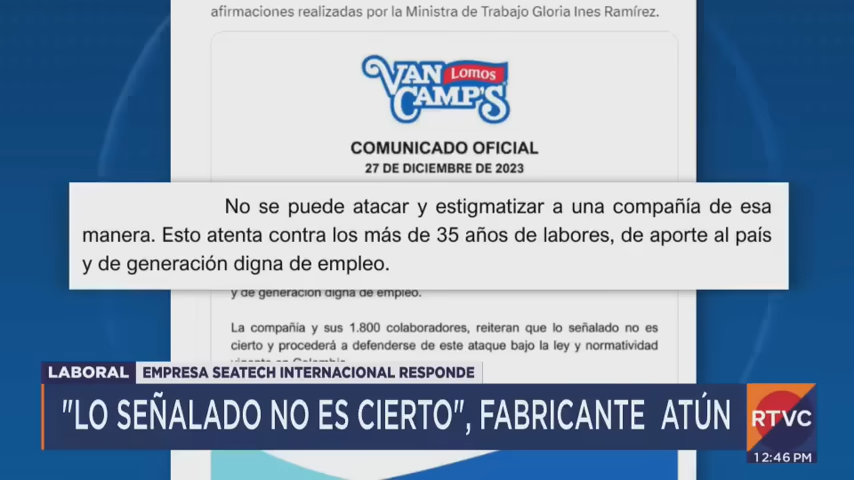 afirmaciones realizadas por la Ministra de Trabajo Gloria Ines Ramírez.
VAN Lomos
CAMP'S
COMUNICADO OFICIAL
27 DE DICIEMBRE DE 2023
No se puede atacar y estigmatizar a una compañía de esa
manera. Esto atenta contra los más de 35 años de labores, de aporte al país
y de generación digna de empleo.
y de generación digna de empleo.
La compañía y sus 1.800 colaboradores, reiteran que lo señalado no es
cierto y procederá a defenderse de este ataque bajo la ley y normatividad
vigente en Colombia
LABORAL EMPRESA SEATECH INTERNACIONAL RESPONDE
"LO SEÑALADO NO ES CIERTO", FABRICANTE ATÚN
RTVC
12:46 PM